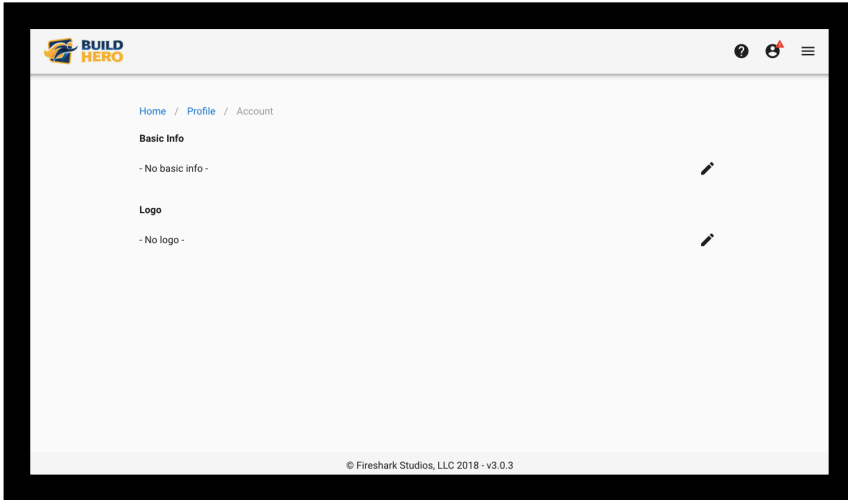 BUILD
HERO
Home / Profile / Account
Basic Info
- No basic info -
Logo
- No logo -
© Fireshark Studios, LLC 2018 - v3.0.3